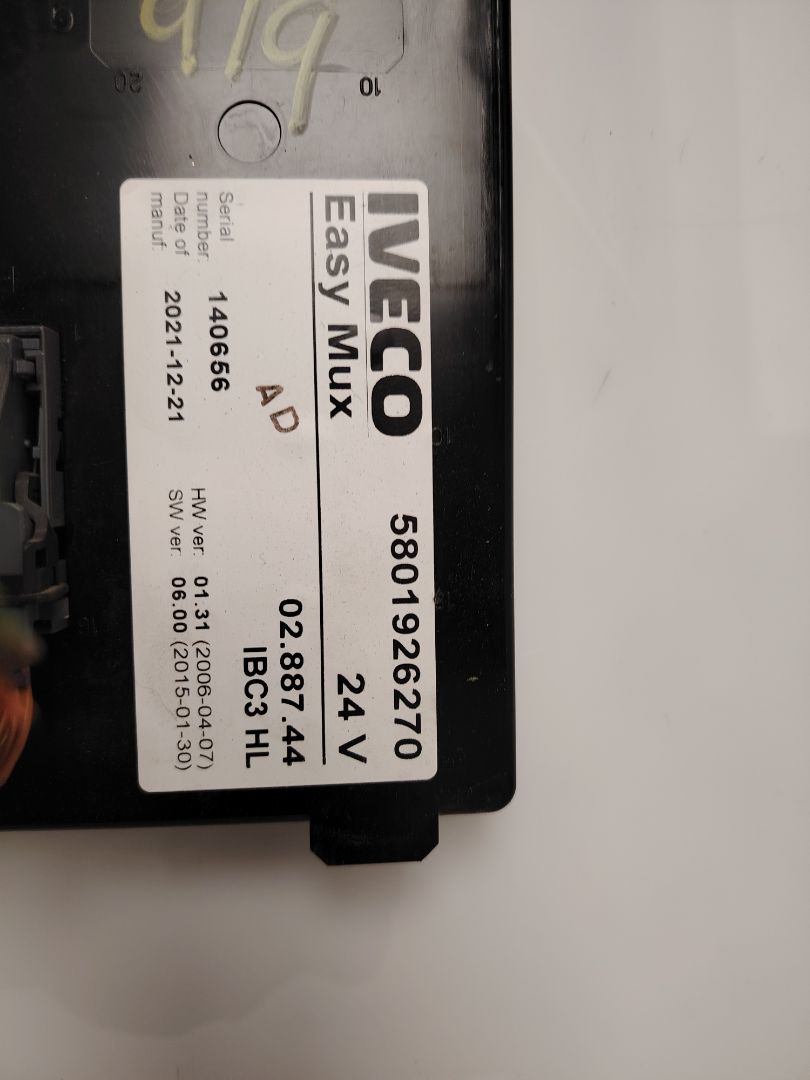 919
10
IVECO 5801926270
Easy Mux 24 V
02.887.44
AD IBC3 HL
Serial
number: 140656 HW ver: 01.31 (2006-04-07)
Date of 2021-12-21 SW ver: 06.00 (2015-01-30)
manuf: